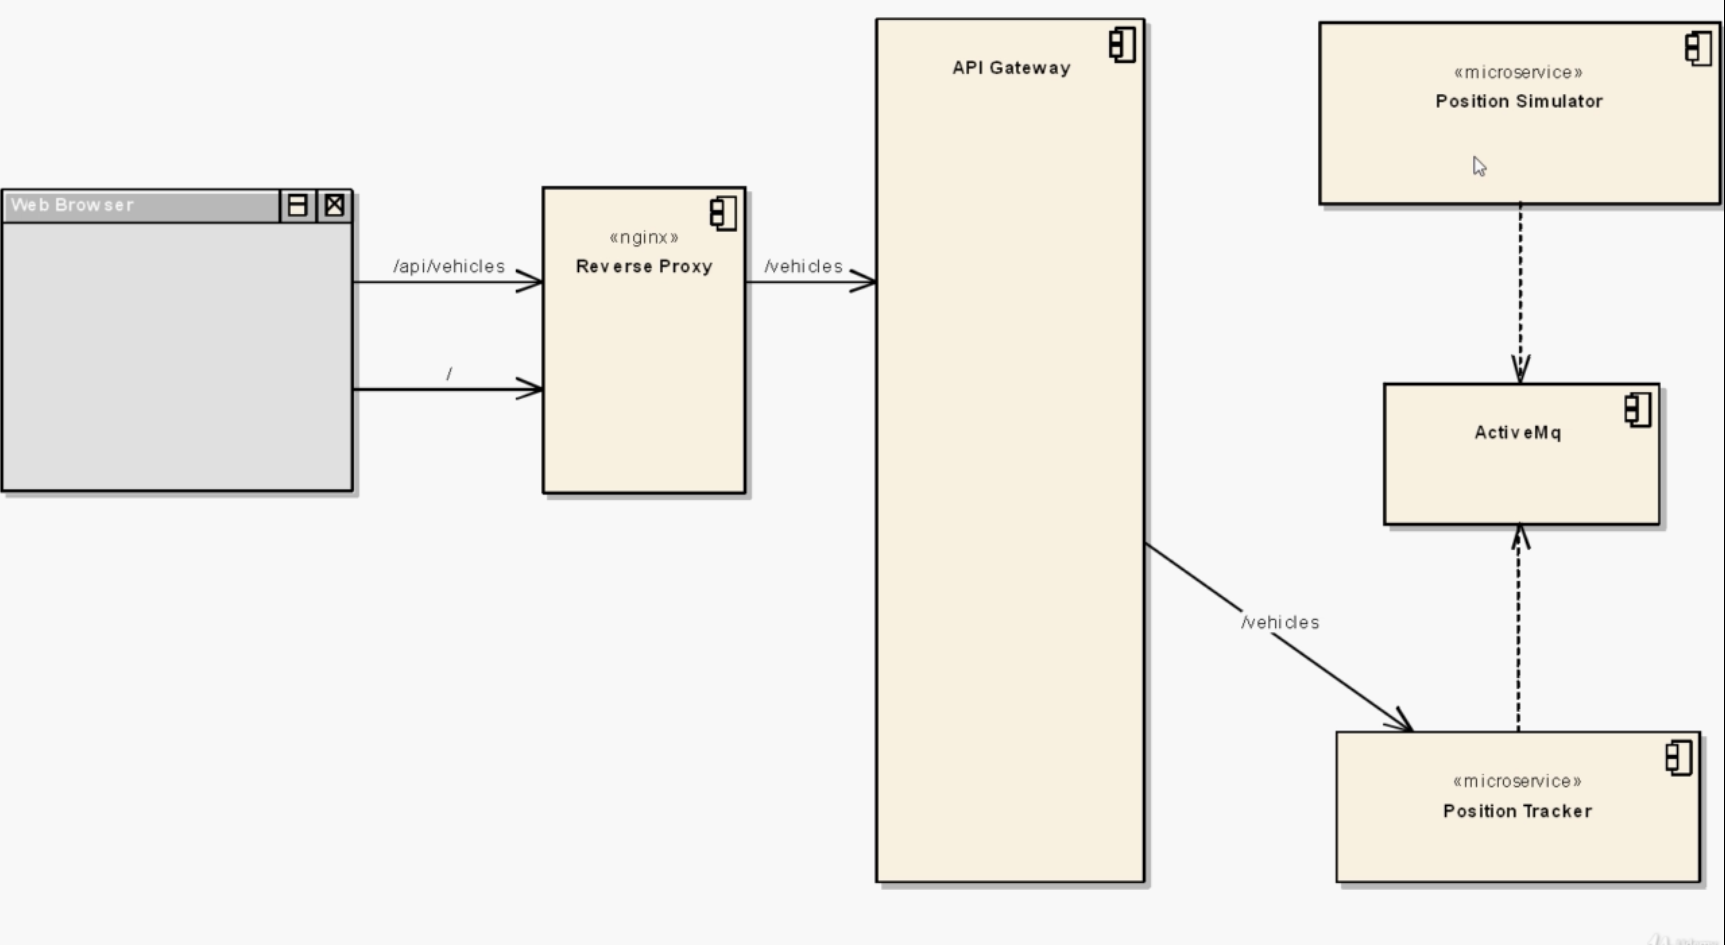 API Gateway
«microservice»
Position Simulator
Web Browser
«nginx»
Reverse Proxy
/api/vehicles
/vehicles
/
ActiveMq
/vehicles
«microservice»
Position Tracker